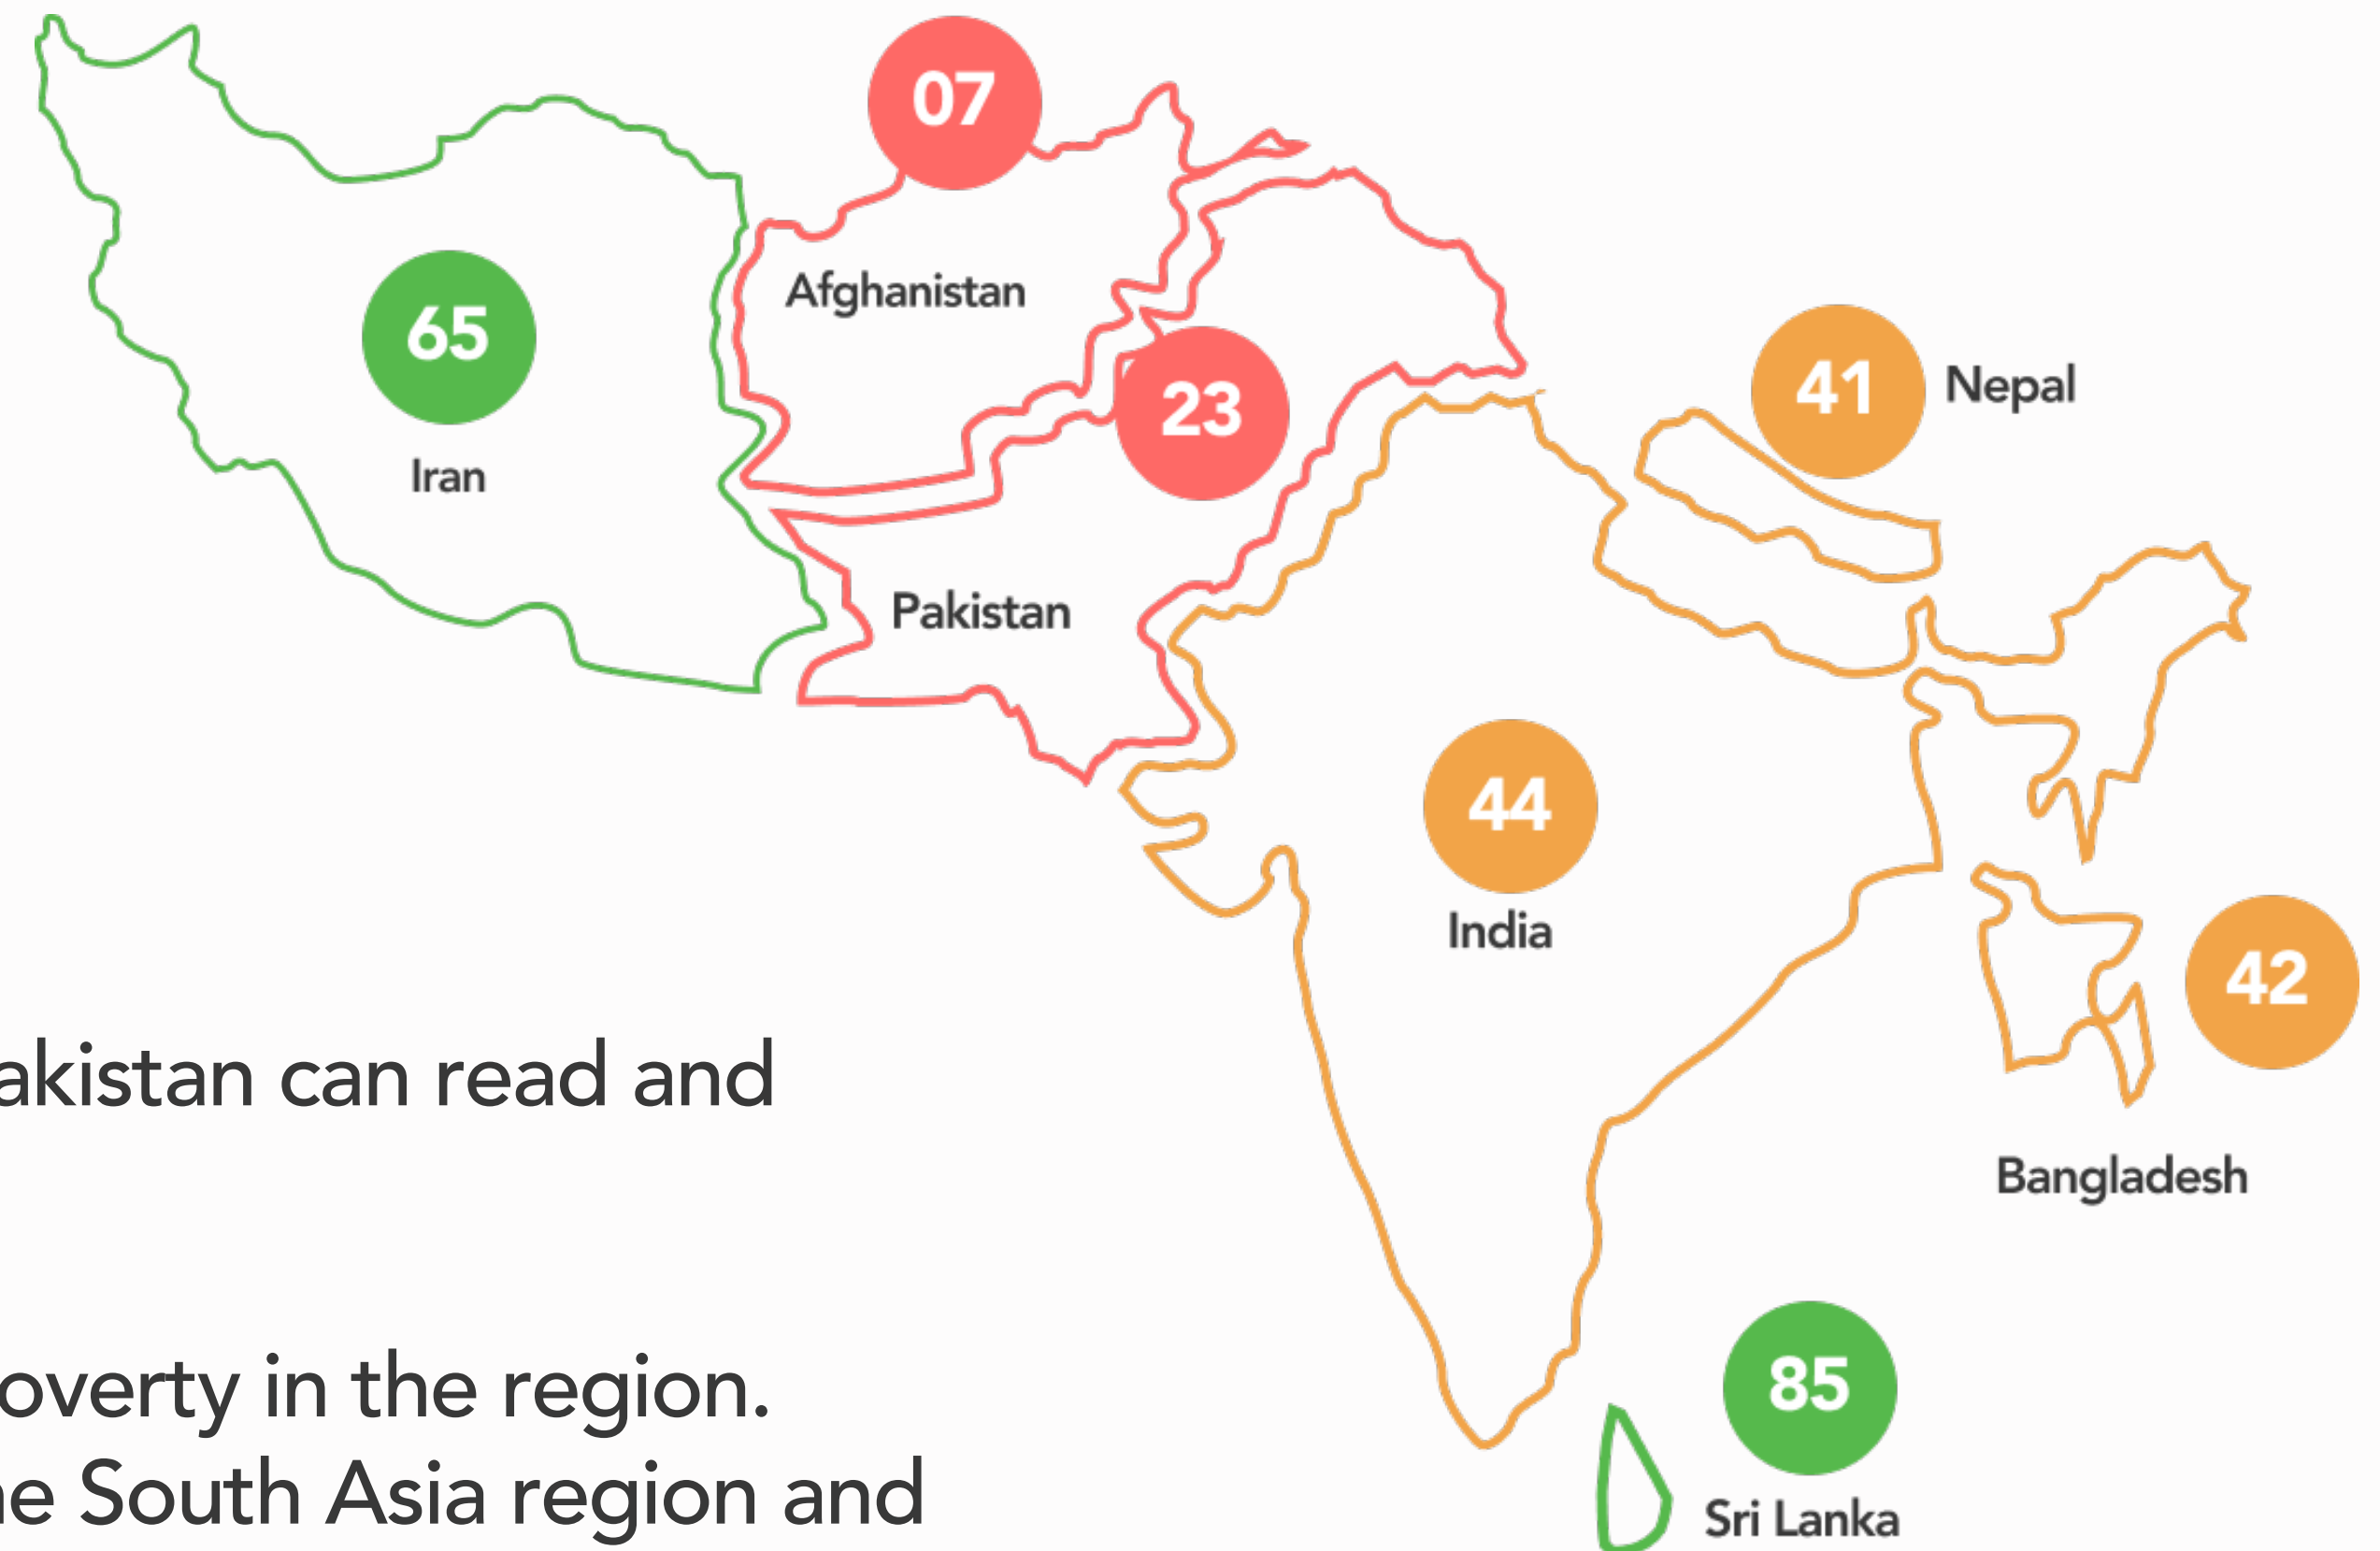 07
Afghanistan
65
Iran
23
Pakistan
41
Nepal
44
India
42
Bangladesh
85
Sri Lanka
akistan can read and
overty in the region.
e South Asia region and